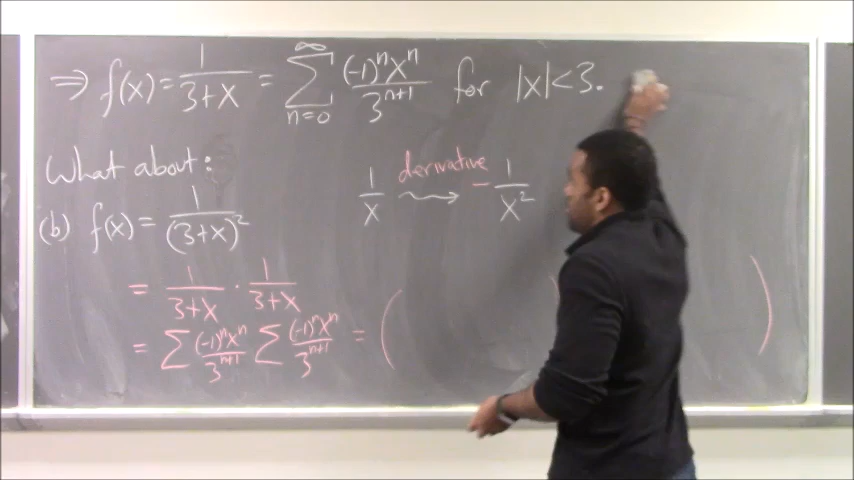 ⇒ f(x) = 1/(3+x) = ∑_{n=0}^{∞} (-1)^n x^n / 3^{n+1} for |x| < 3.
What about:
1/x derivative ⇝ - 1/x^2
(b) f(x) = 1/(3+x)^2
= 1/(3+x) · 1/(3+x)
= ∑ (-1)^n x^n / 3^{n+1} ∑ (-1)^n x^n / 3^{n+1} = ( ) ( )